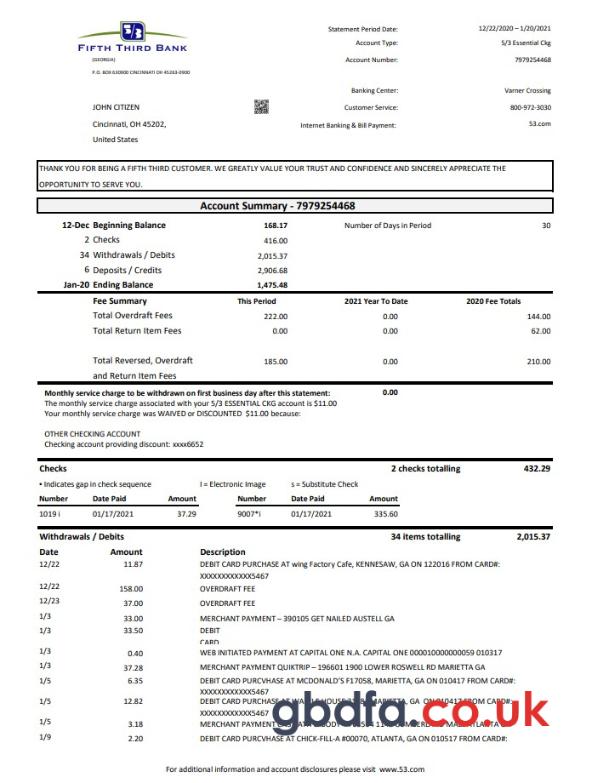 53
FIFTH THIRD BANK
(GEORGIA)
P.O. BOX 630900 CINCINNATI OH 45263-0900
Statement Period Date: 12/22/2020 – 1/20/2021
Account Type: 5/3 Essential Ckg
Account Number: 7979254468
Banking Center: Varner Crossing
JOHN CITIZEN Customer Service: 800-972-3030
Cincinnati, OH 45202, Internet Banking & Bill Payment: 53.com
United States
THANK YOU FOR BEING A FIFTH THIRD CUSTOMER. WE GREATLY VALUE YOUR TRUST AND CONFIDENCE AND SINCERELY APPRECIATE THE
OPPORTUNITY TO SERVE YOU.
Account Summary - 7979254468
12-Dec Beginning Balance 168.17 Number of Days in Period 30
2 Checks 416.00
34 Withdrawals / Debits 2,015.37
6 Deposits / Credits 2,906.68
Jan-20 Ending Balance 1,475.48
Fee Summary This Period 2021 Year To Date 2020 Fee Totals
Total Overdraft Fees 222.00 0.00 144.00
Total Return Item Fees 0.00 0.00 62.00
Total Reversed, Overdraft 185.00 0.00 210.00
and Return Item Fees
Monthly service charge to be withdrawn on first business day after this statement: 0.00
The monthly service charge associated with your 5/3 ESSENTIAL CKG account is $11.00
Your monthly service charge was WAIVED or DISCOUNTED $11.00 because:
OTHER CHECKING ACCOUNT
Checking account providing discount: xxxx6652
Checks 2 checks totalling 432.29
• Indicates gap in check sequence I = Electronic Image s = Substitute Check
Number Date Paid Amount Number Date Paid Amount
1019 i 01/17/2021 37.29 9007*i 01/17/2021 335.60
Withdrawals / Debits 34 items totalling 2,015.37
Date Amount Description
12/22 11.87 DEBIT CARD PURCHASE AT wing Factory Cafe, KENNESAW, GA ON 122016 FROM CARD#:
XXXXXXXXXXXX5467
12/22 158.00 OVERDRAFT FEE
12/23 37.00 OVERDRAFT FEE
1/3 33.00 MERCHANT PAYMENT – 390105 GET NAILED AUSTELL GA
1/3 33.50 DEBIT
CARD
1/3 0.40 WEB INITIATED PAYMENT AT CAPITAL ONE N.A. CAPITAL ONE 000010000000059 010317
1/3 37.28 MERCHANT PAYMENT QUIKTRIP – 196601 1900 LOWER ROSWELL RD MARIETTA GA
1/5 6.35 DEBIT CARD PURCVHASE AT MCDONALD'S F17058, MARIETTA, GA ON 010417 FROM CARD#:
XXXXXXXXXXXX5467
1/5 12.82 DEBIT CARD PURCHASE AT MARIETTA, GA ON 010417 FROM CARD#:
XXXXXXXXXXXX5467
1/5 3.18 MERCHANT PAYMENT
1/9 2.20 DEBIT CARD PURCVHASE AT CHICK-FILL-A #00070, ATLANTA, GA ON 010517 FROM CARD#:
gbdfa.co.uk
For additional information and account disclosures please visit www.53.com